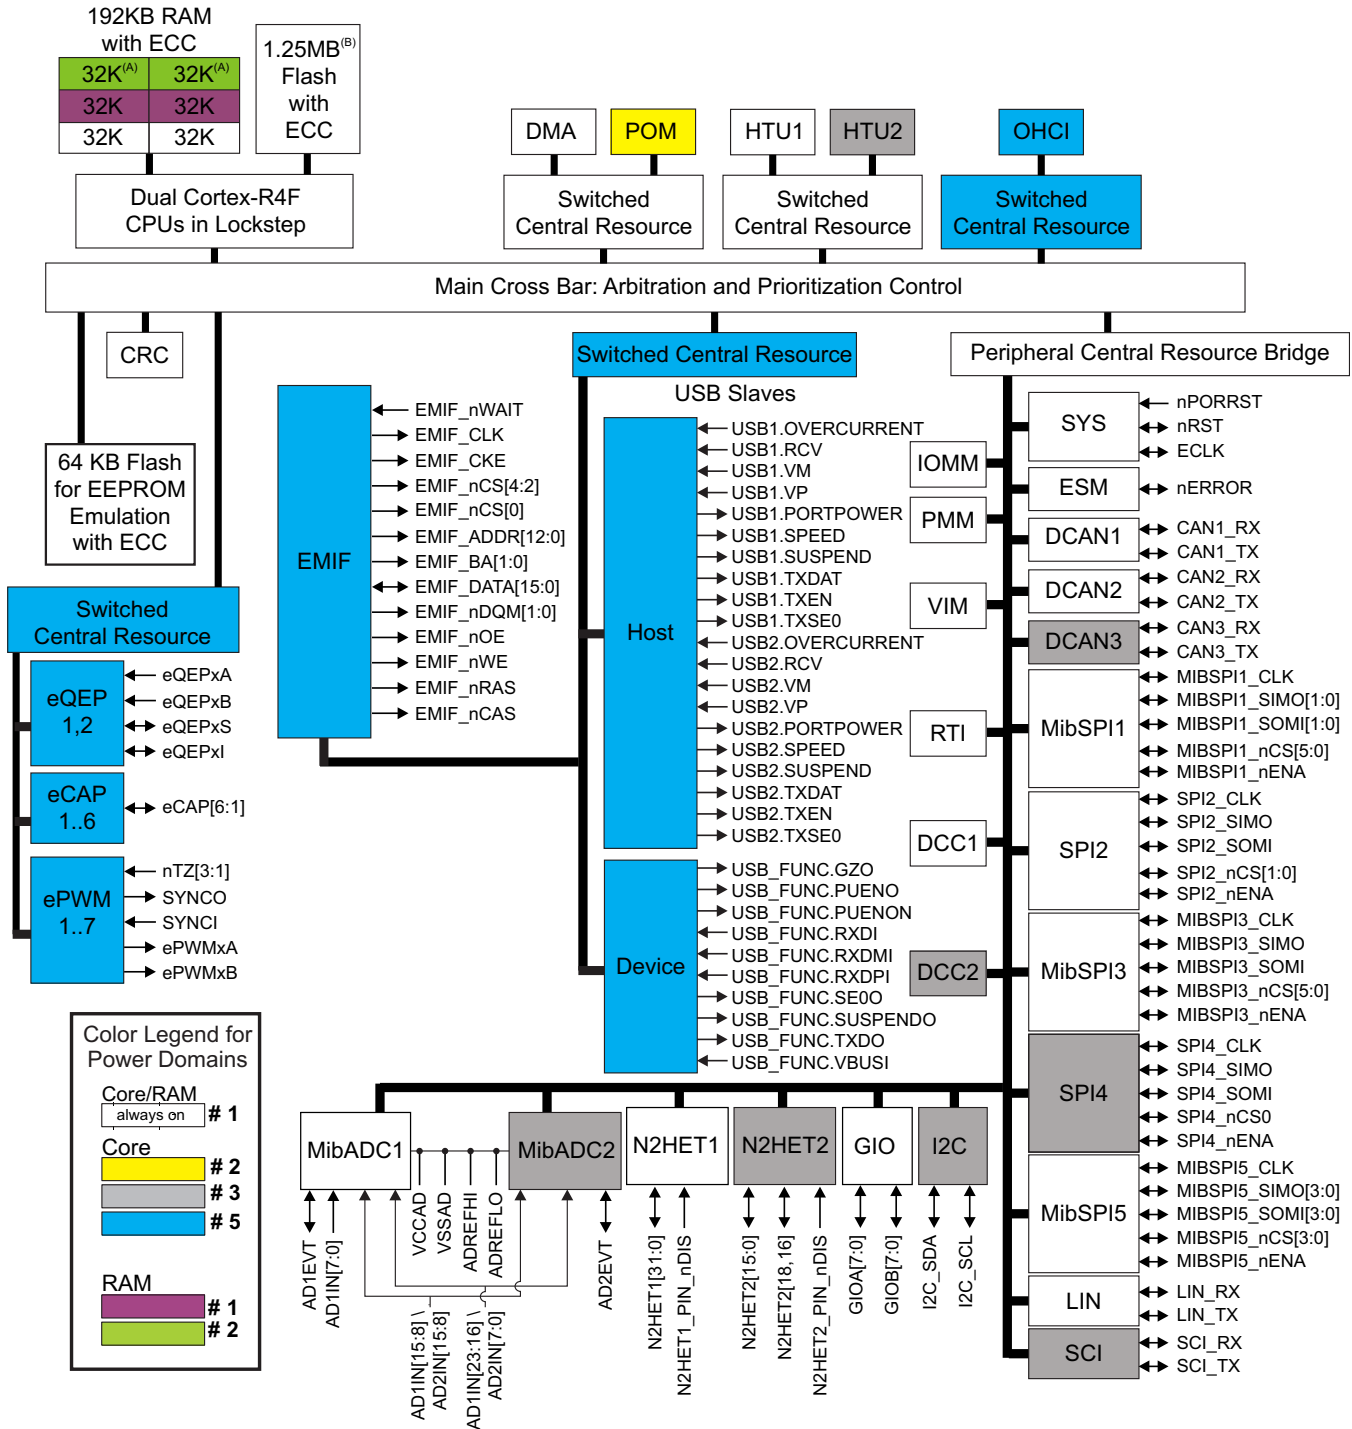 192KB RAM
with ECC
32K(A) 32K(A)
32K 32K
32K 32K
1.25MB(B)
Flash
with
ECC
DMA
POM
HTU1
HTU2
OHCI
Dual Cortex-R4F
CPUs in Lockstep
Switched
Central Resource
Switched
Central Resource
Switched
Central Resource
Main Cross Bar: Arbitration and Prioritization Control
CRC
Switched Central Resource
Peripheral Central Resource Bridge
USB Slaves
64 KB Flash
for EEPROM
Emulation
with ECC
Switched
Central Resource
eQEP
1,2
eQEPxA
eQEPxB
eQEPxS
eQEPxI
eCAP
1..6
eCAP[6:1]
ePWM
1..7
nTZ[3:1]
SYNCO
SYNCI
ePWMxA
ePWMxB
EMIF
EMIF_nWAIT
EMIF_CLK
EMIF_CKE
EMIF_nCS[4:2]
EMIF_nCS[0]
EMIF_ADDR[12:0]
EMIF_BA[1:0]
EMIF_DATA[15:0]
EMIF_nDQM[1:0]
EMIF_nOE
EMIF_nWE
EMIF_nRAS
EMIF_nCAS
Host
USB1.OVERCURRENT
USB1.RCV
USB1.VM
USB1.VP
USB1.PORTPOWER
USB1.SPEED
USB1.SUSPEND
USB1.TXDAT
USB1.TXEN
USB1.TXSE0
USB2.OVERCURRENT
USB2.RCV
USB2.VM
USB2.VP
USB2.PORTPOWER
USB2.SPEED
USB2.SUSPEND
USB2.TXDAT
USB2.TXEN
USB2.TXSE0
Device
USB_FUNC.GZO
USB_FUNC.PUENO
USB_FUNC.PUENON
USB_FUNC.RXDI
USB_FUNC.RXDMI
USB_FUNC.RXDPI
USB_FUNC.SE0O
USB_FUNC.SUSPENDO
USB_FUNC.TXDO
USB_FUNC.VBUSI
IOMM
PMM
VIM
RTI
DCC1
DCC2
SYS
nPORRST
nRST
ECLK
ESM
nERROR
DCAN1
CAN1_RX
CAN1_TX
DCAN2
CAN2_RX
CAN2_TX
DCAN3
CAN3_RX
CAN3_TX
MibSPI1
MIBSPI1_CLK
MIBSPI1_SIMO[1:0]
MIBSPI1_SOMI[1:0]
MIBSPI1_nCS[5:0]
MIBSPI1_nENA
SPI2
SPI2_CLK
SPI2_SIMO
SPI2_SOMI
SPI2_nCS[1:0]
SPI2_nENA
MibSPI3
MIBSPI3_CLK
MIBSPI3_SIMO
MIBSPI3_SOMI
MIBSPI3_nCS[5:0]
MIBSPI3_nENA
SPI4
SPI4_CLK
SPI4_SIMO
SPI4_SOMI
SPI4_nCS0
SPI4_nENA
MibSPI5
MIBSPI5_CLK
MIBSPI5_SIMO[3:0]
MIBSPI5_SOMI[3:0]
MIBSPI5_nCS[3:0]
MIBSPI5_nENA
LIN
LIN_RX
LIN_TX
SCI
SCI_RX
SCI_TX
Color Legend for
Power Domains
Core/RAM
always on # 1
Core
# 2
# 3
# 5
RAM
# 1
# 2
MibADC1
MibADC2
N2HET1
N2HET2
GIO
I2C
AD1EVT
AD1IN[7:0]
VCCAD
VSSAD
ADREFHI
ADREFLO
AD1IN[15:8] \
AD2IN[15:8]
AD1IN[23:16] \
AD2IN[7:0]
AD2EVT
N2HET1[31:0]
N2HET1_PIN_nDIS
N2HET2[15:0]
N2HET2[18,16]
N2HET2_PIN_nDIS
GIOA[7:0]
GIOB[7:0]
I2C_SDA
I2C_SCL